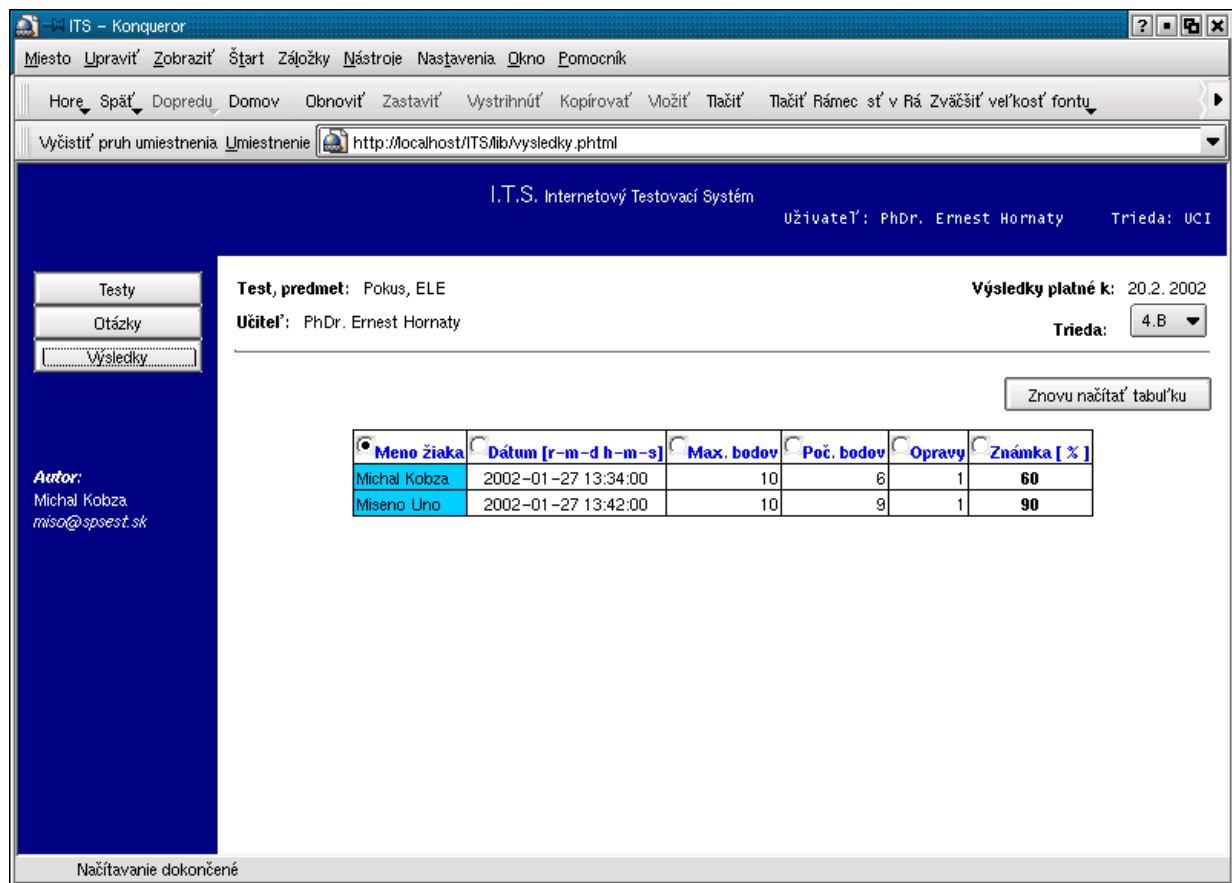 ITS – Konqueror
Miesto Upraviť Zobraziť Štart Záložky Nástroje Nastavenia Okno Pomocník
Hore Späť Dopredu Domov Obnoviť Zastaviť Vystrihnúť Kopírovať Vložiť Tlačiť Tlačiť Rámec sť v Rá Zväčšiť veľkosť fontu
Vyčistiť pruh umiestnenia Umiestnenie http://localhost/ITS/lib/vysledky.phtml
I.T.S. Internetový Testovací Systém
Užívateľ: PhDr. Ernest Hornaty Trieda: UCI
Testy
Otázky
Výsledky
Autor:
Michal Kobza
miso@spsest.sk
Test, predmet: Pokus, ELE
Výsledky platné k: 20.2. 2002
Učiteľ: PhDr. Ernest Hornaty
Trieda: 4.B
Znovu načítať tabuľku
Meno žiaka Dátum [r-m-d h-m-s] Max. bodov Poč. bodov Opravy Známka [ % ]
Michal Kobza 2002-01-27 13:34:00 10 6 1 60
Miseno Uno 2002-01-27 13:42:00 10 9 1 90
Načítavanie dokončené